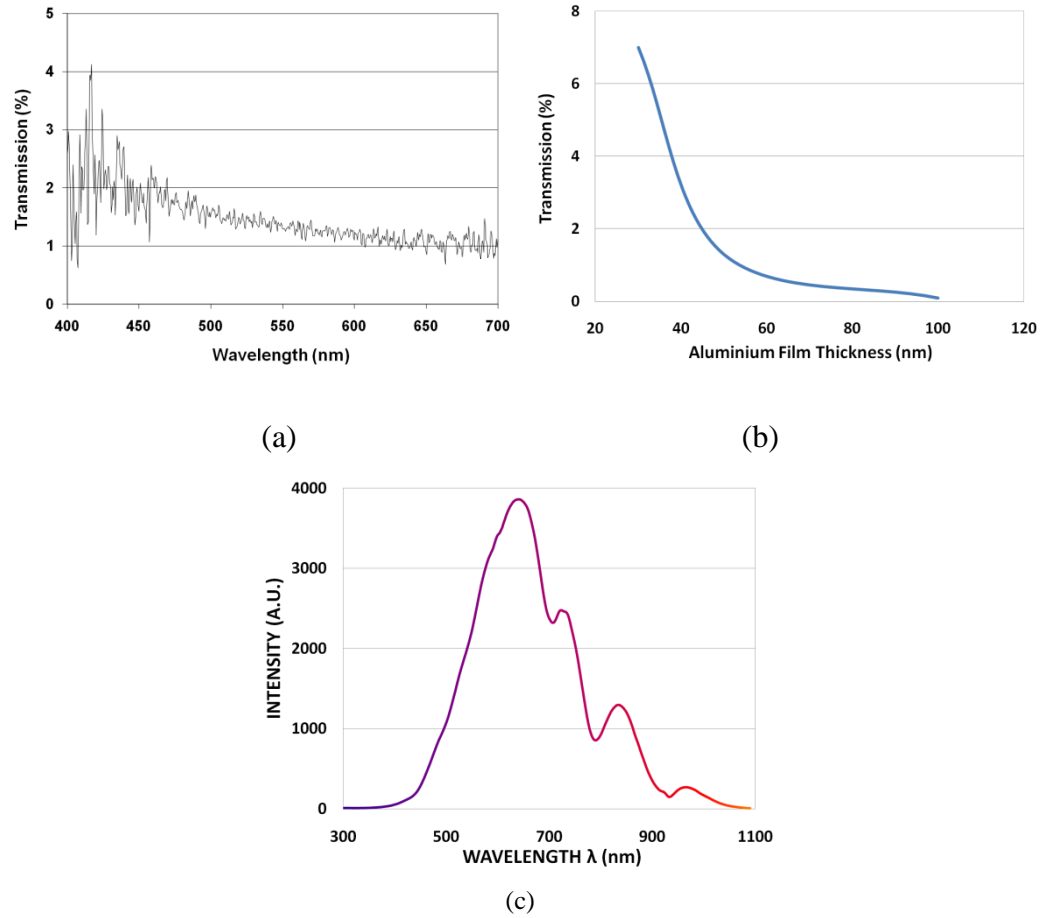 5
4
3
2
1
0
Transmission (%)
400 450 500 550 600 650 700
Wavelength (nm)
(a)
8
6
4
2
0
Transmission (%)
20 40 60 80 100 120
Aluminium Film Thickness (nm)
(b)
4000
3000
2000
1000
0
INTENSITY (A.U.)
300 500 700 900 1100
WAVELENGTH λ (nm)
(c)